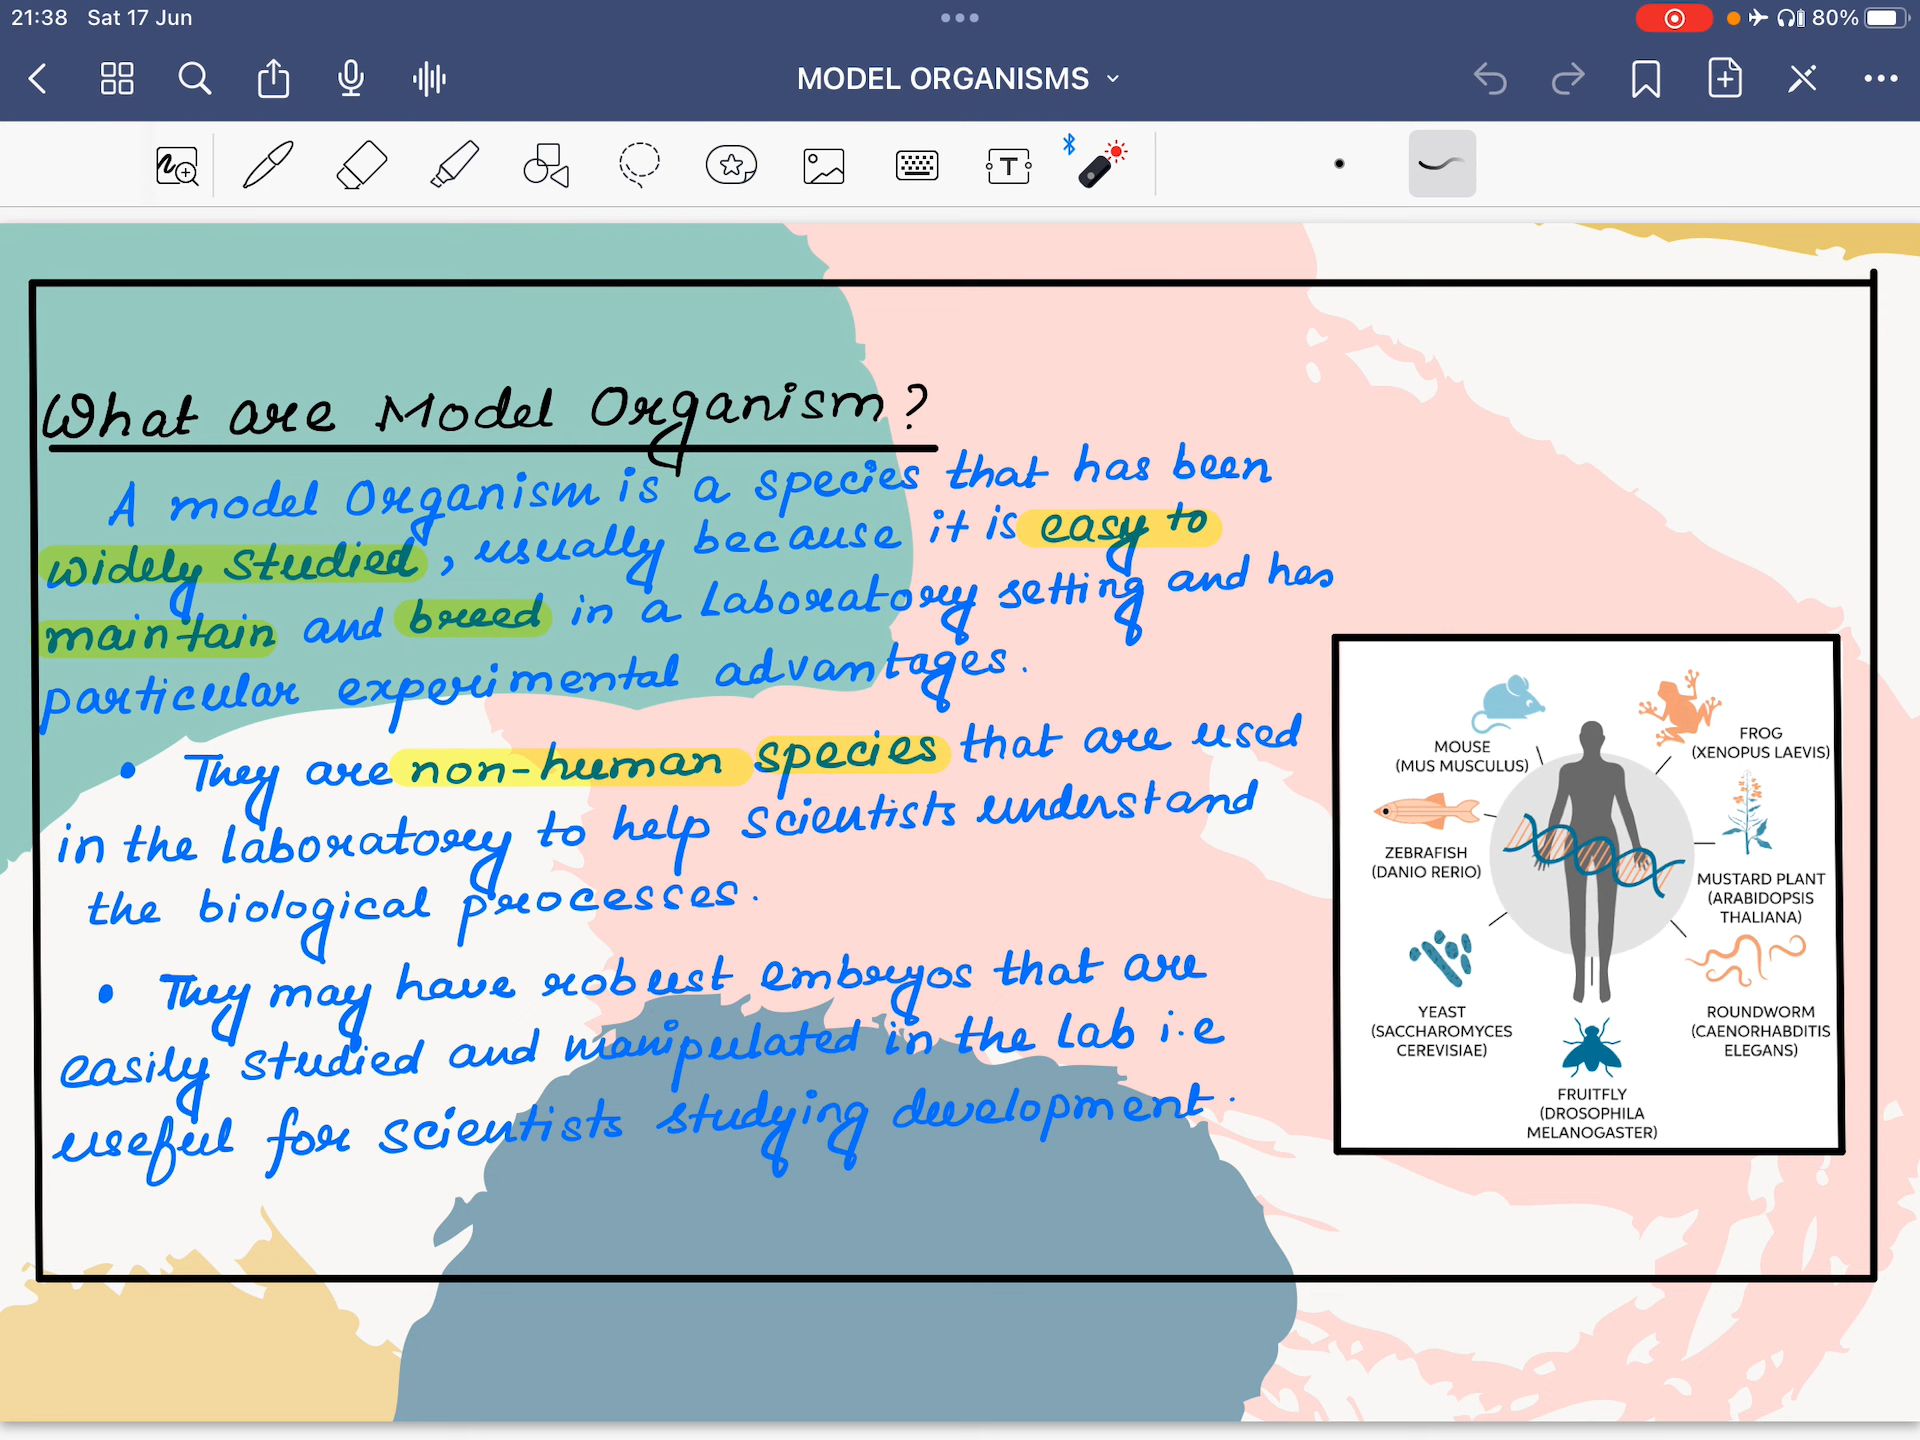 21:38 Sat 17 Jun
80%
MODEL ORGANISMS
T
What are Model Organism?
A model Organism is a species that has been
widely studied, usually because it is easy to
maintain and breed in a Laboratory setting and has
particular experimental advantages.
• They are non-human species that are used
in the laboratory to help scientists understand
the biological processes.
• They may have robust embryos that are
easily studied and manipulated in the Lab i.e
useful for scientists studying development.
MOUSE
(MUS MUSCULUS)
FROG
(XENOPUS LAEVIS)
ZEBRAFISH
(DANIO RERIO)
MUSTARD PLANT
(ARABIDOPSIS
THALIANA)
YEAST
(SACCHAROMYCES
CEREVISIAE)
ROUNDWORM
(CAENORHABDITIS
ELEGANS)
FRUITFLY
(DROSOPHILA
MELANOGASTER)